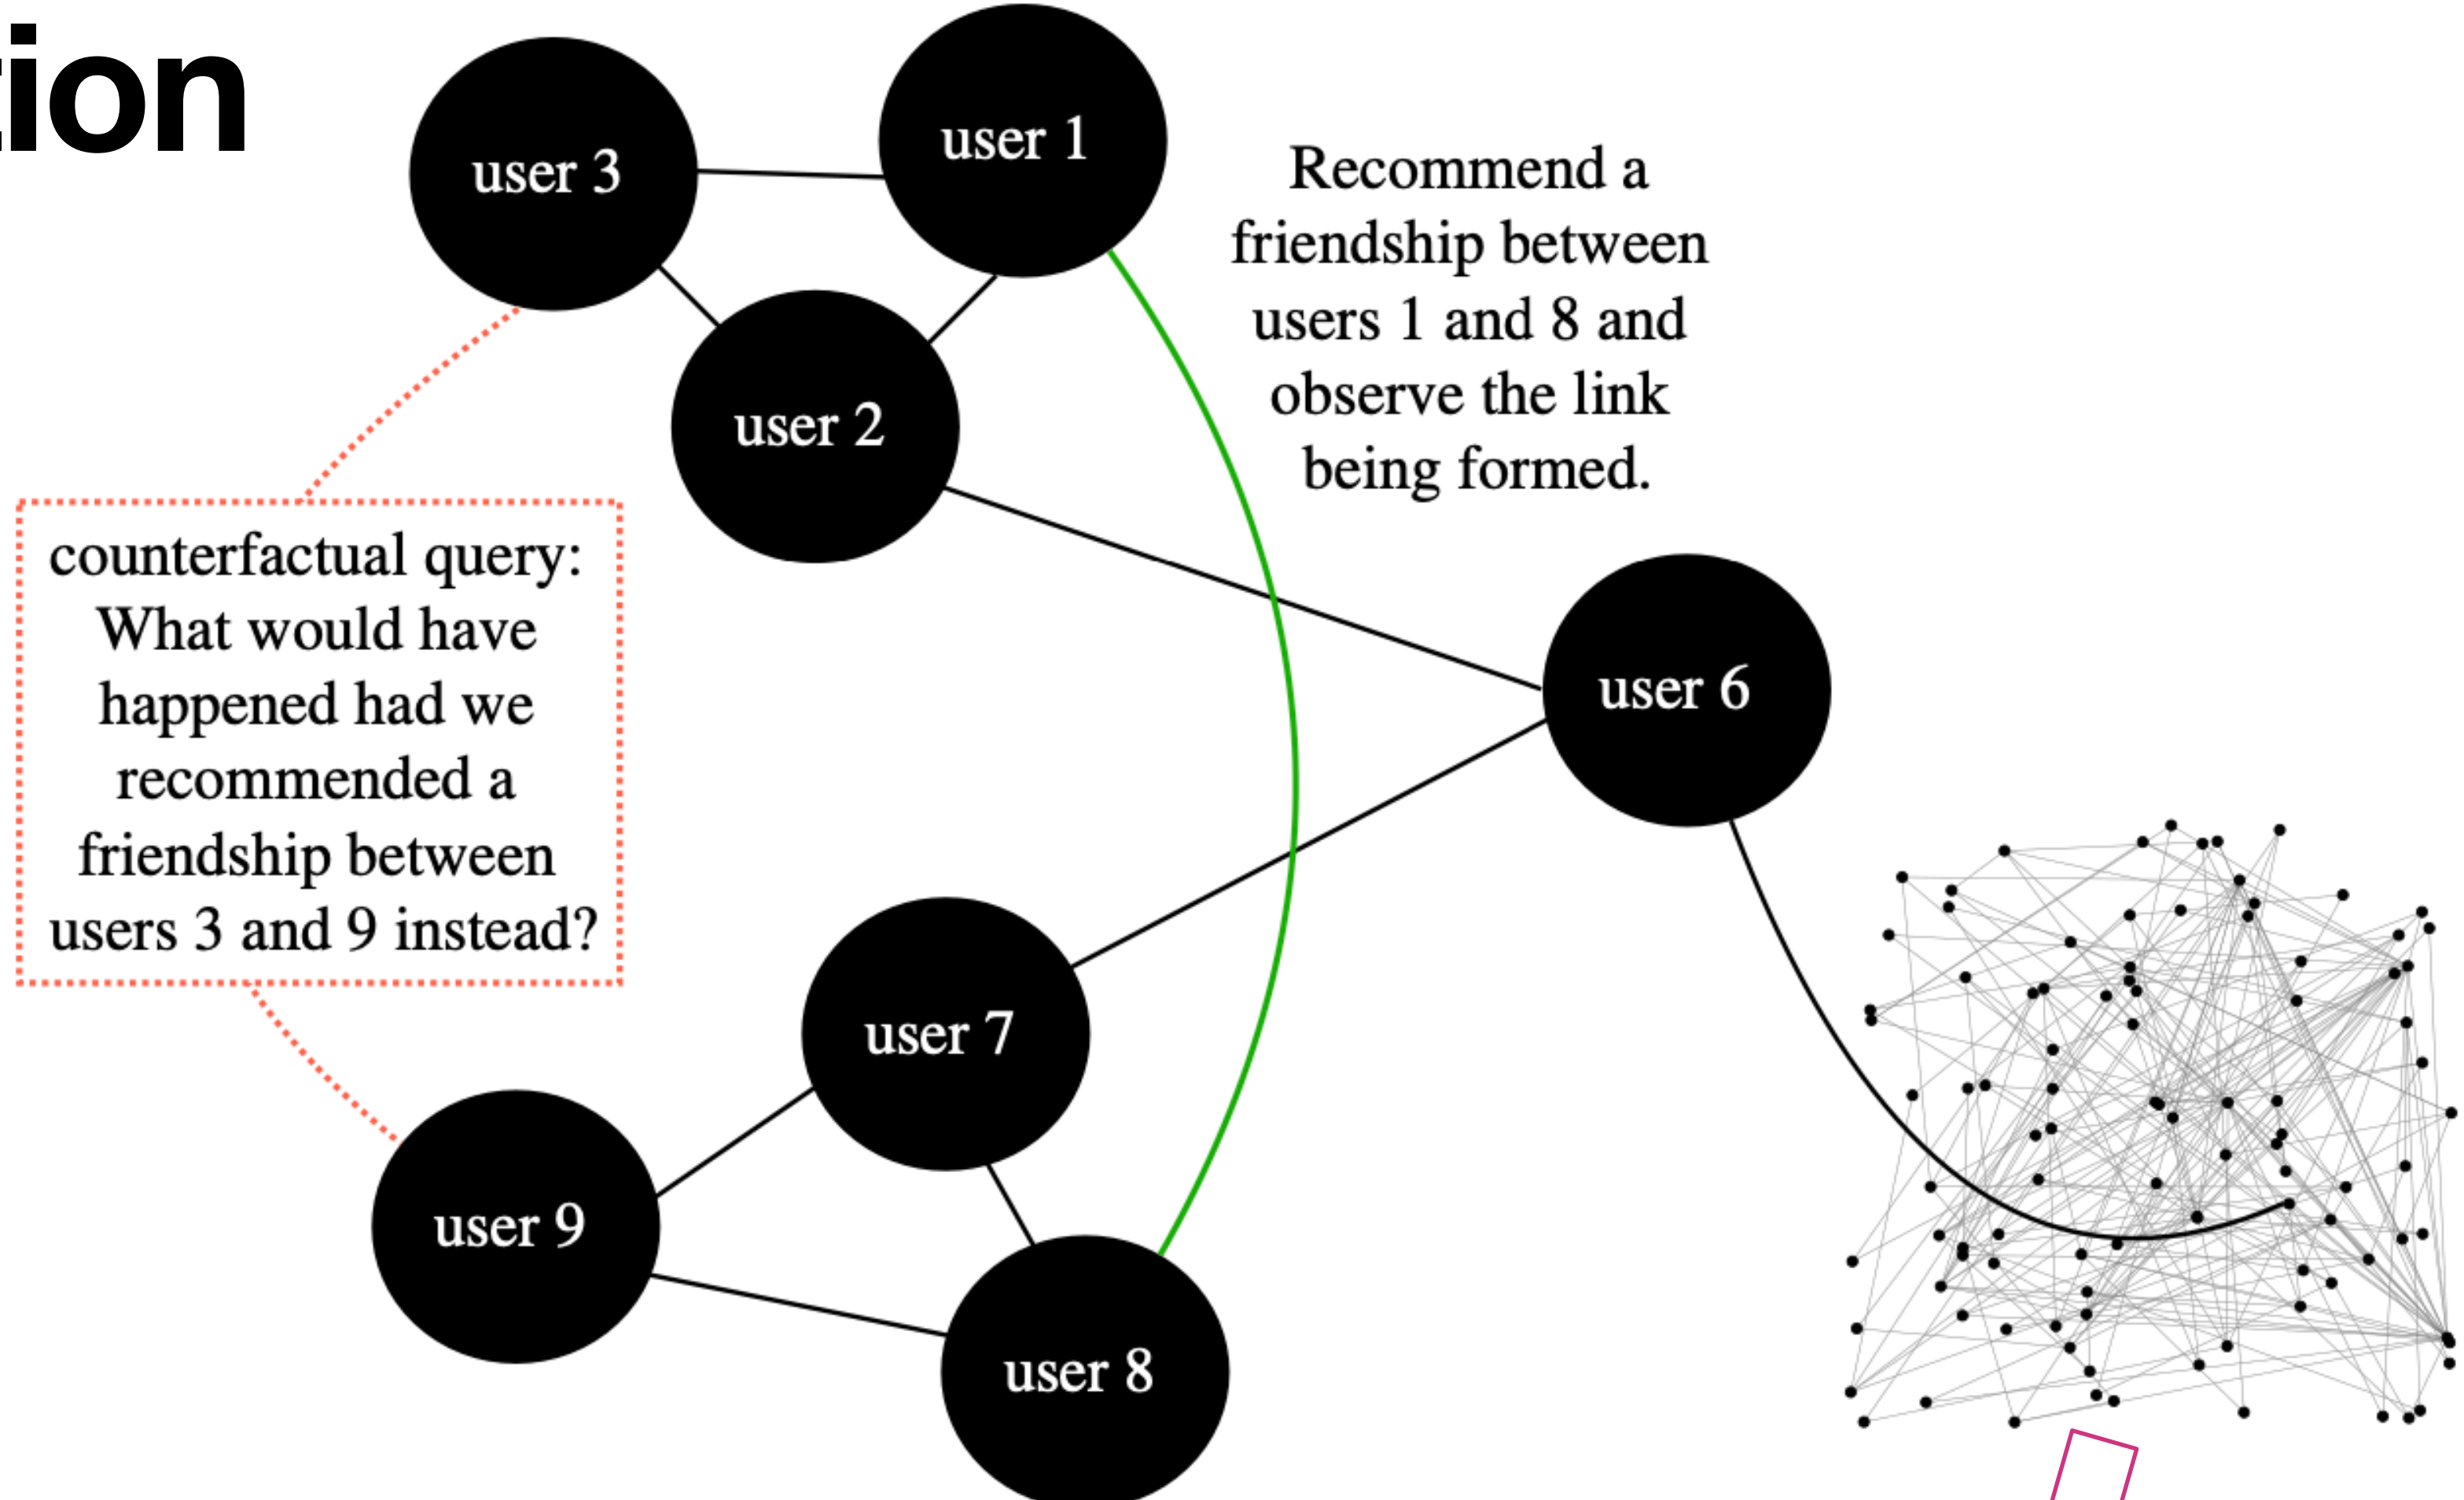 tion
user 3
user 1
user 2
Recommend a
friendship between
users 1 and 8 and
observe the link
being formed.
counterfactual query:
What would have
happened had we
recommended a
friendship between
users 3 and 9 instead?
user 6
user 7
user 9
user 8